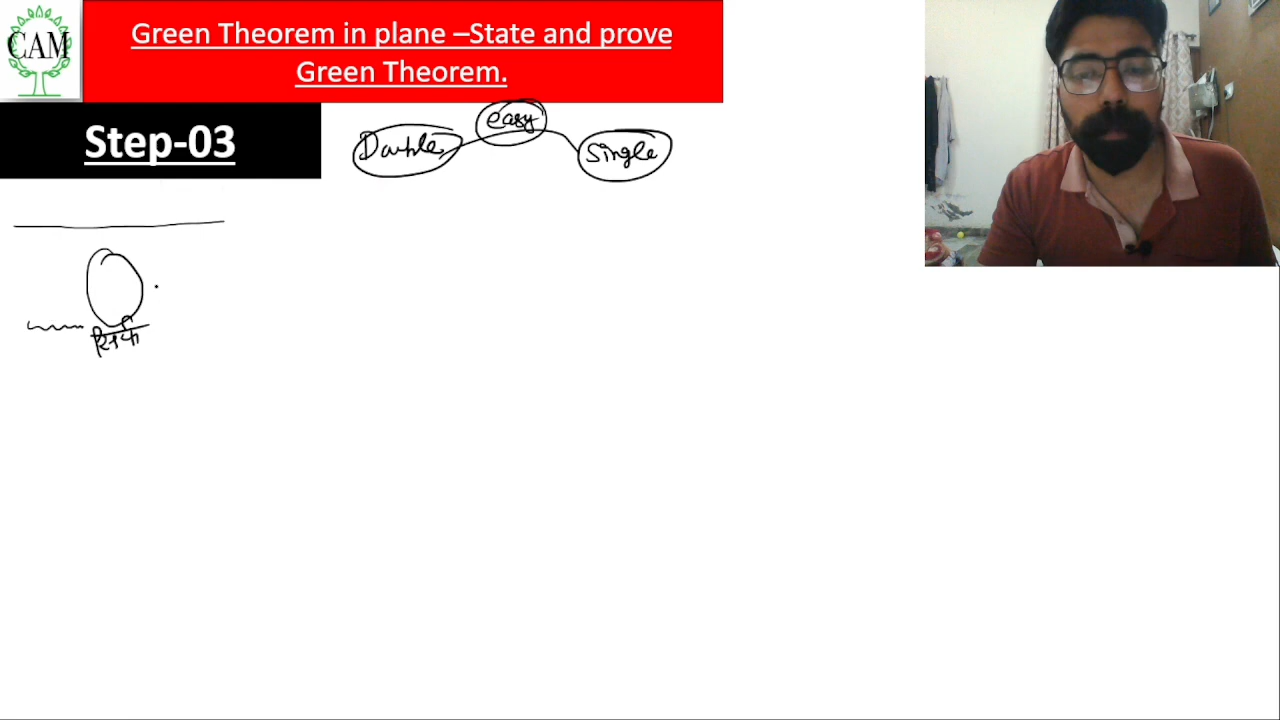 CAM
Green Theorem in plane –State and prove
Green Theorem.
Step-03
Double
easy
Single
सिर्फ